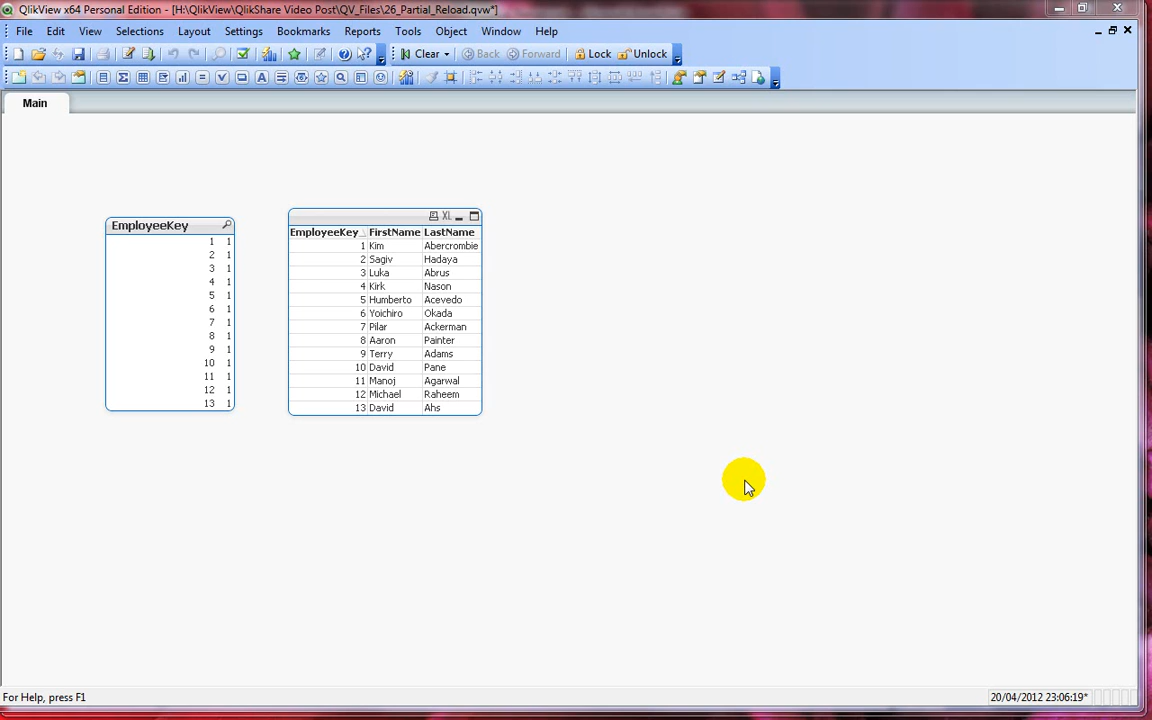 QlikView x64 Personal Edition - [H:\QlikView\QlikShare Video Post\QV_Files\26_Partial_Reload.qvw*]
File Edit View Selections Layout Settings Bookmarks Reports Tools Object Window Help
Clear Back Forward Lock Unlock
Main
EmployeeKey
1 1
2 1
3 1
4 1
5 1
6 1
7 1
8 1
9 1
10 1
11 1
12 1
13 1
XL
EmployeeKey FirstName LastName
1 Kim Abercrombie
2 Sagiv Hadaya
3 Luka Abrus
4 Kirk Nason
5 Humberto Acevedo
6 Yoichiro Okada
7 Pilar Ackerman
8 Aaron Painter
9 Terry Adams
10 David Pane
11 Manoj Agarwal
12 Michael Raheem
13 David Ahs
For Help, press F1
20/04/2012 23:06:19*